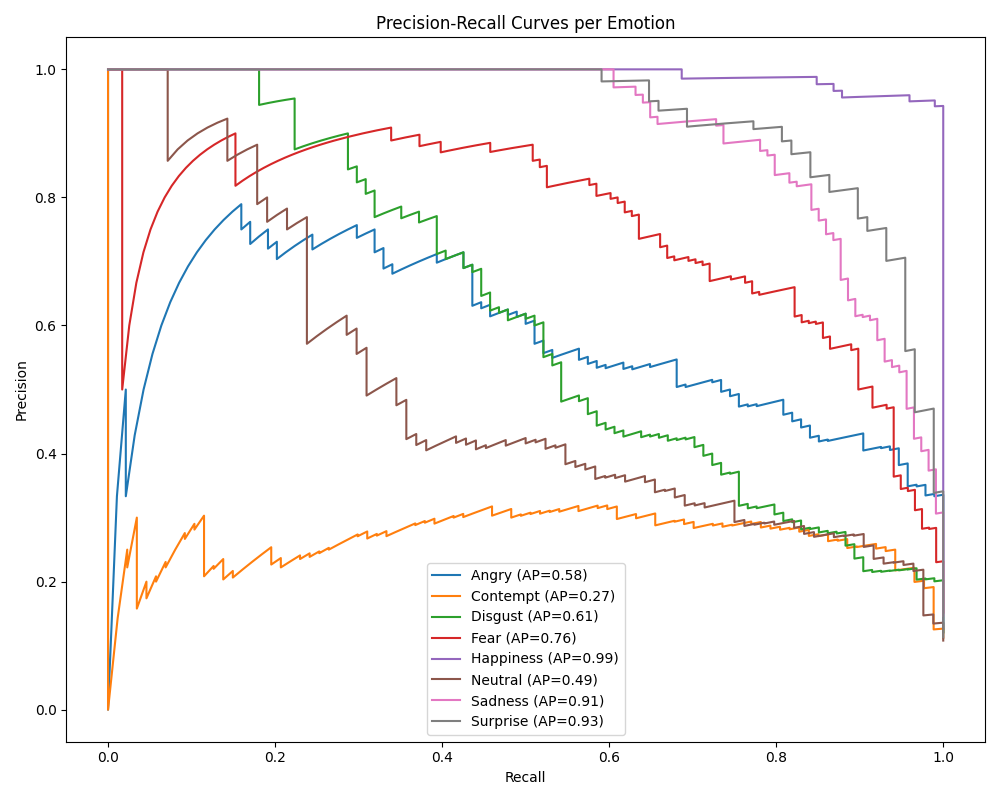 Precision-Recall Curves per Emotion
1.0
0.8
0.6
0.4
0.2
0.0
Precision
Angry (AP=0.58)
Contempt (AP=0.27)
Disgust (AP=0.61)
Fear (AP=0.76)
Happiness (AP=0.99)
Neutral (AP=0.49)
Sadness (AP=0.91)
Surprise (AP=0.93)
0.0 0.2 0.4 0.6 0.8 1.0
Recall